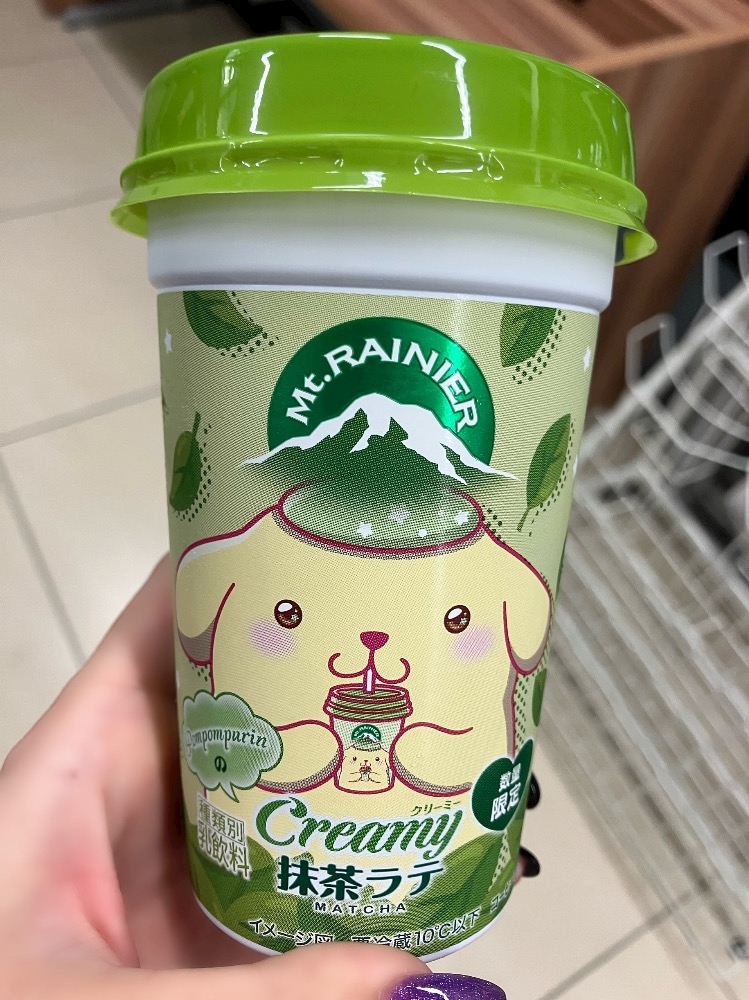 Mt. RAINIER
Pompompurin
の
数量
限定
種類別
乳飲料
クリーミー
Creamy
抹茶ラテ
MATCHA
イメージ図 要冷蔵10℃以下